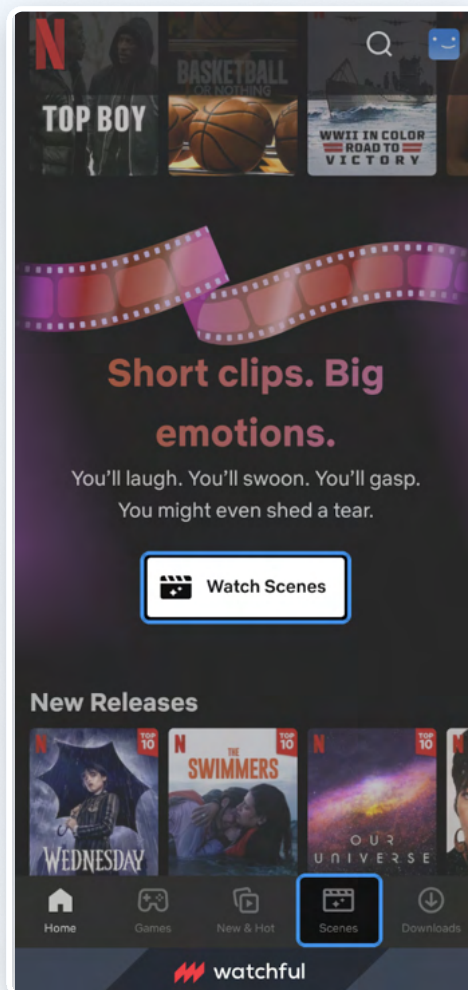 N
TOP BOY
BASKETBALL
OR NOTHING
WWII IN COLOR
ROAD TO
VICTORY
Short clips. Big
emotions.
You'll laugh. You'll swoon. You'll gasp.
You might even shed a tear.
Watch Scenes
New Releases
N
TOP
10
WEDNESDAY
N
TOP
10
THE
SWIMMERS
N
TOP
10
OUR
UNIVERSE
N
Home
Games
New & Hot
Scenes
Downloads
watchful